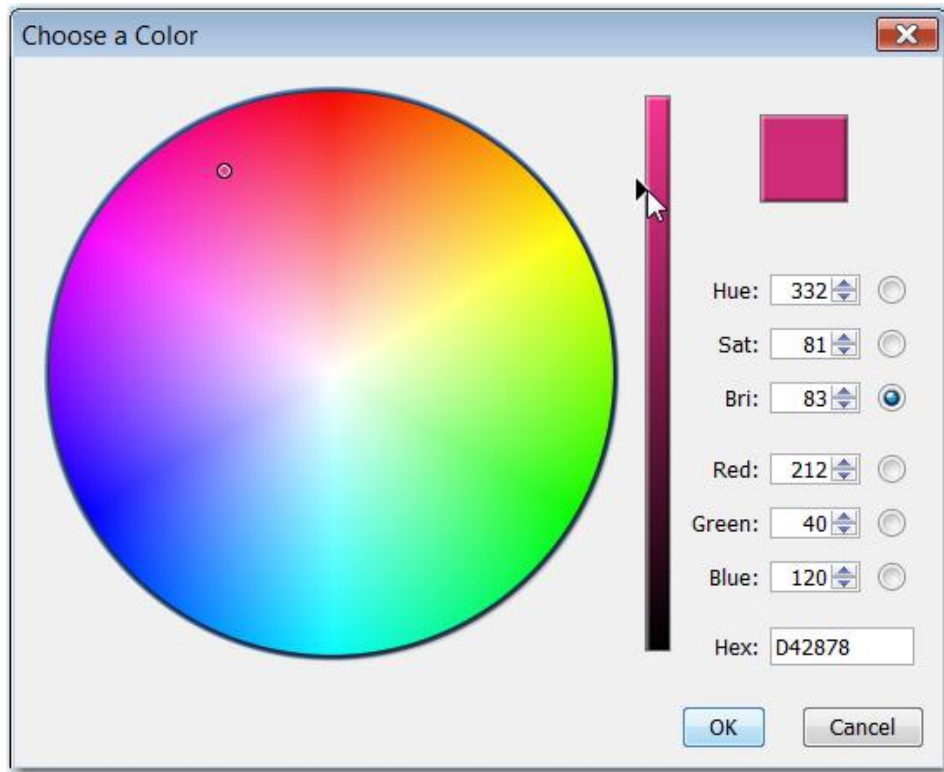 Choose a Color
Hue: 332
Sat: 81
Bri: 83
Red: 212
Green: 40
Blue: 120
Hex: D42878
OK Cancel